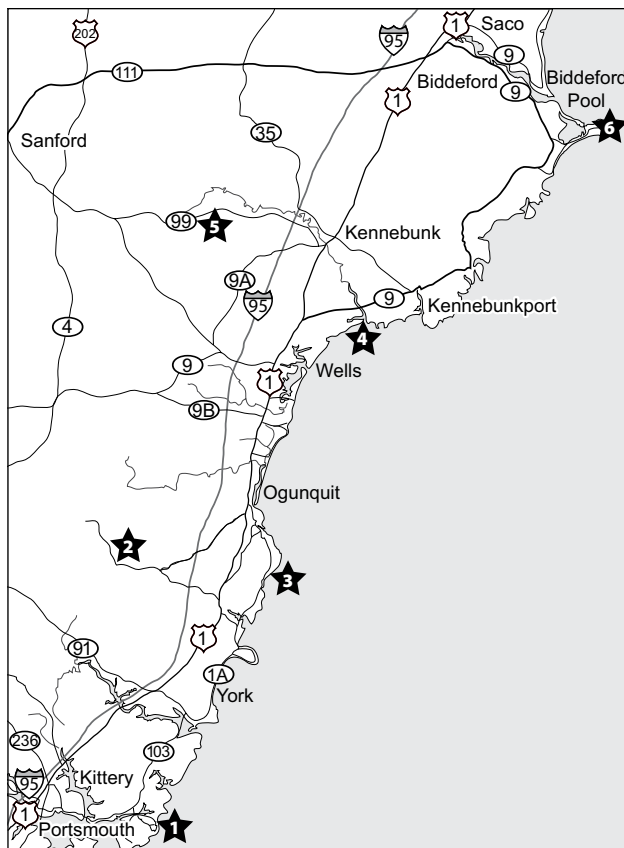 1
Saco
202
95
9
111
Biddeford
Biddeford
Pool
9
1
6
35
Sanford
99
5
Kennebunk
9A
95
9
Kennebunkport
4
4
9
Wells
1
9B
Ogunquit
2
3
1
91
1A
York
236
103
95
Kittery
1
Portsmouth
1